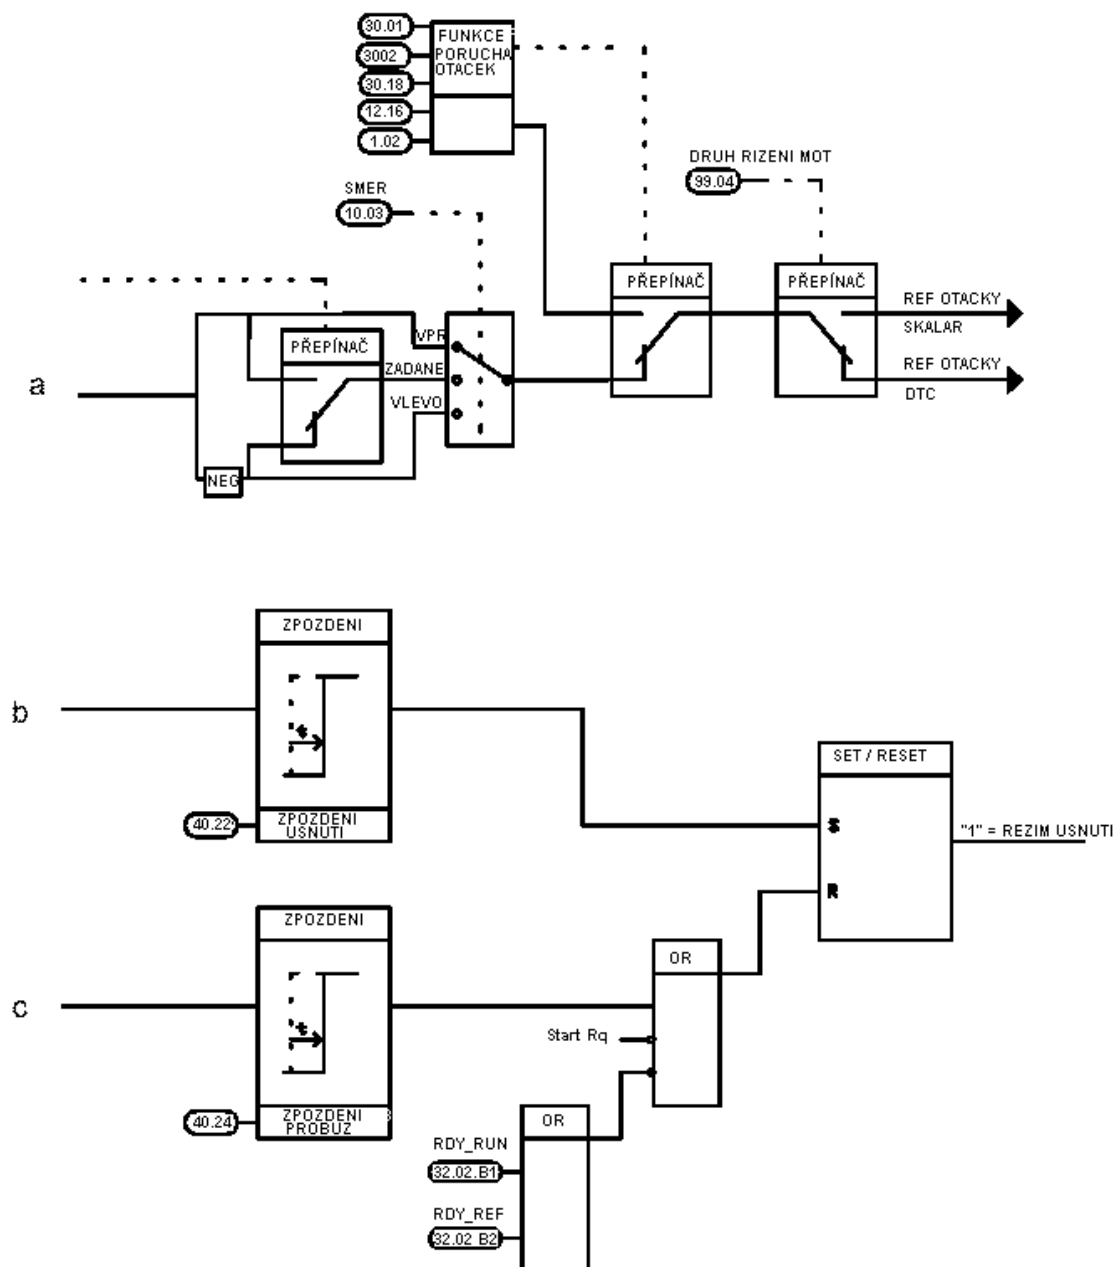 30.01
FUNKCE
3002
PORUCHA
OTACEK
30.18
12.16
1.02
DRUH RIZENI MOT
99.04
SMER
10.03
PŘEPÍNAČ
PŘEPÍNAČ
REF OTACKY
SKALAR
VPR
PŘEPÍNAČ
ZADANE
REF OTACKY
a
DTC
VLEVO
NEG
ZPOZDENI
b
SET / RESET
40.22
ZPOZDENI
USNUTI
S
"1" = REZIM USNUTI
R
ZPOZDENI
OR
c
Start Rq
40.24
ZPOZDENI
PROBUZ
OR
RDY_RUN
32.02.B1
RDY_REF
32.02 B2